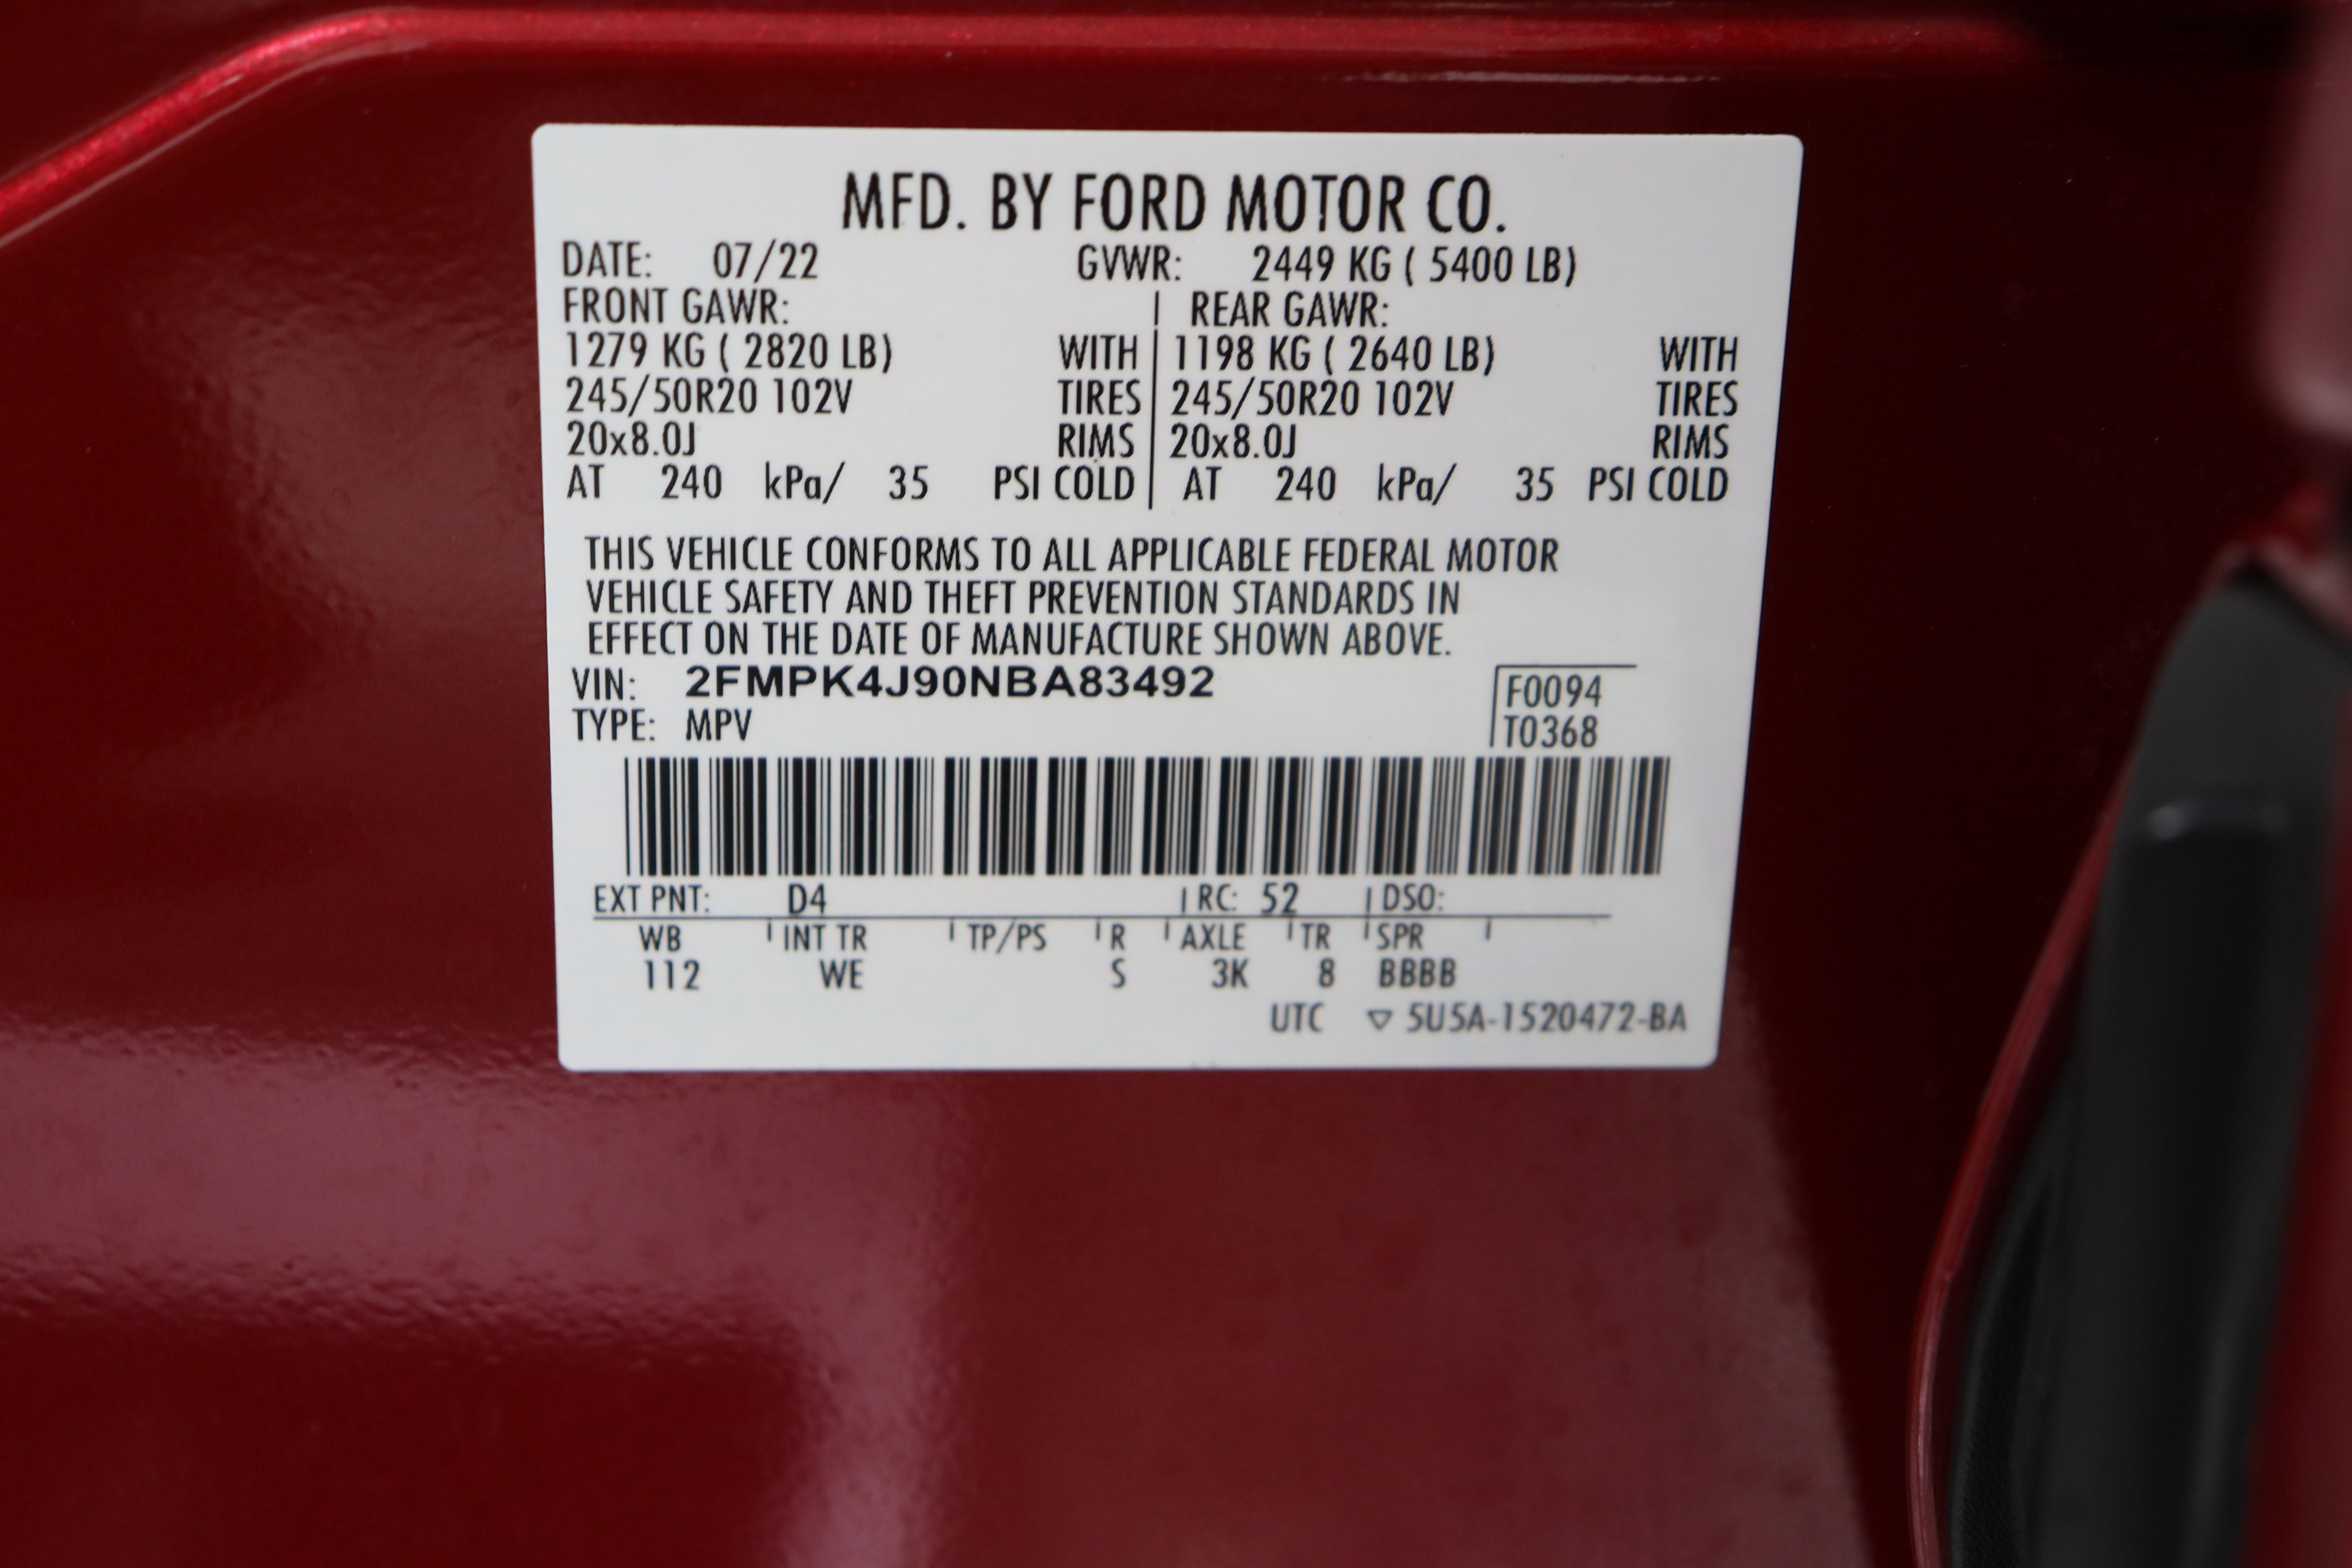 MFD. BY FORD MOTOR CO.
DATE: 07/22 GVWR: 2449 KG ( 5400 LB)
FRONT GAWR: | REAR GAWR:
1279 KG ( 2820 LB) WITH | 1198 KG ( 2640 LB) WITH
245/50R20 102V TIRES | 245/50R20 102V TIRES
20x8.0J RIMS | 20x8.0J RIMS
AT 240 kPa/ 35 PSI COLD | AT 240 kPa/ 35 PSI COLD
THIS VEHICLE CONFORMS TO ALL APPLICABLE FEDERAL MOTOR
VEHICLE SAFETY AND THEFT PREVENTION STANDARDS IN
EFFECT ON THE DATE OF MANUFACTURE SHOWN ABOVE.
VIN: 2FMPK4J90NBA83492 F0094
TYPE: MPV T0368
EXT PNT: D4 | RC: 52 | DSO:
WB | INT TR | TP/PS | R | AXLE | TR | SPR |
112 WE S 3K 8 BBBB
UTC ▽ 5U5A-1520472-BA